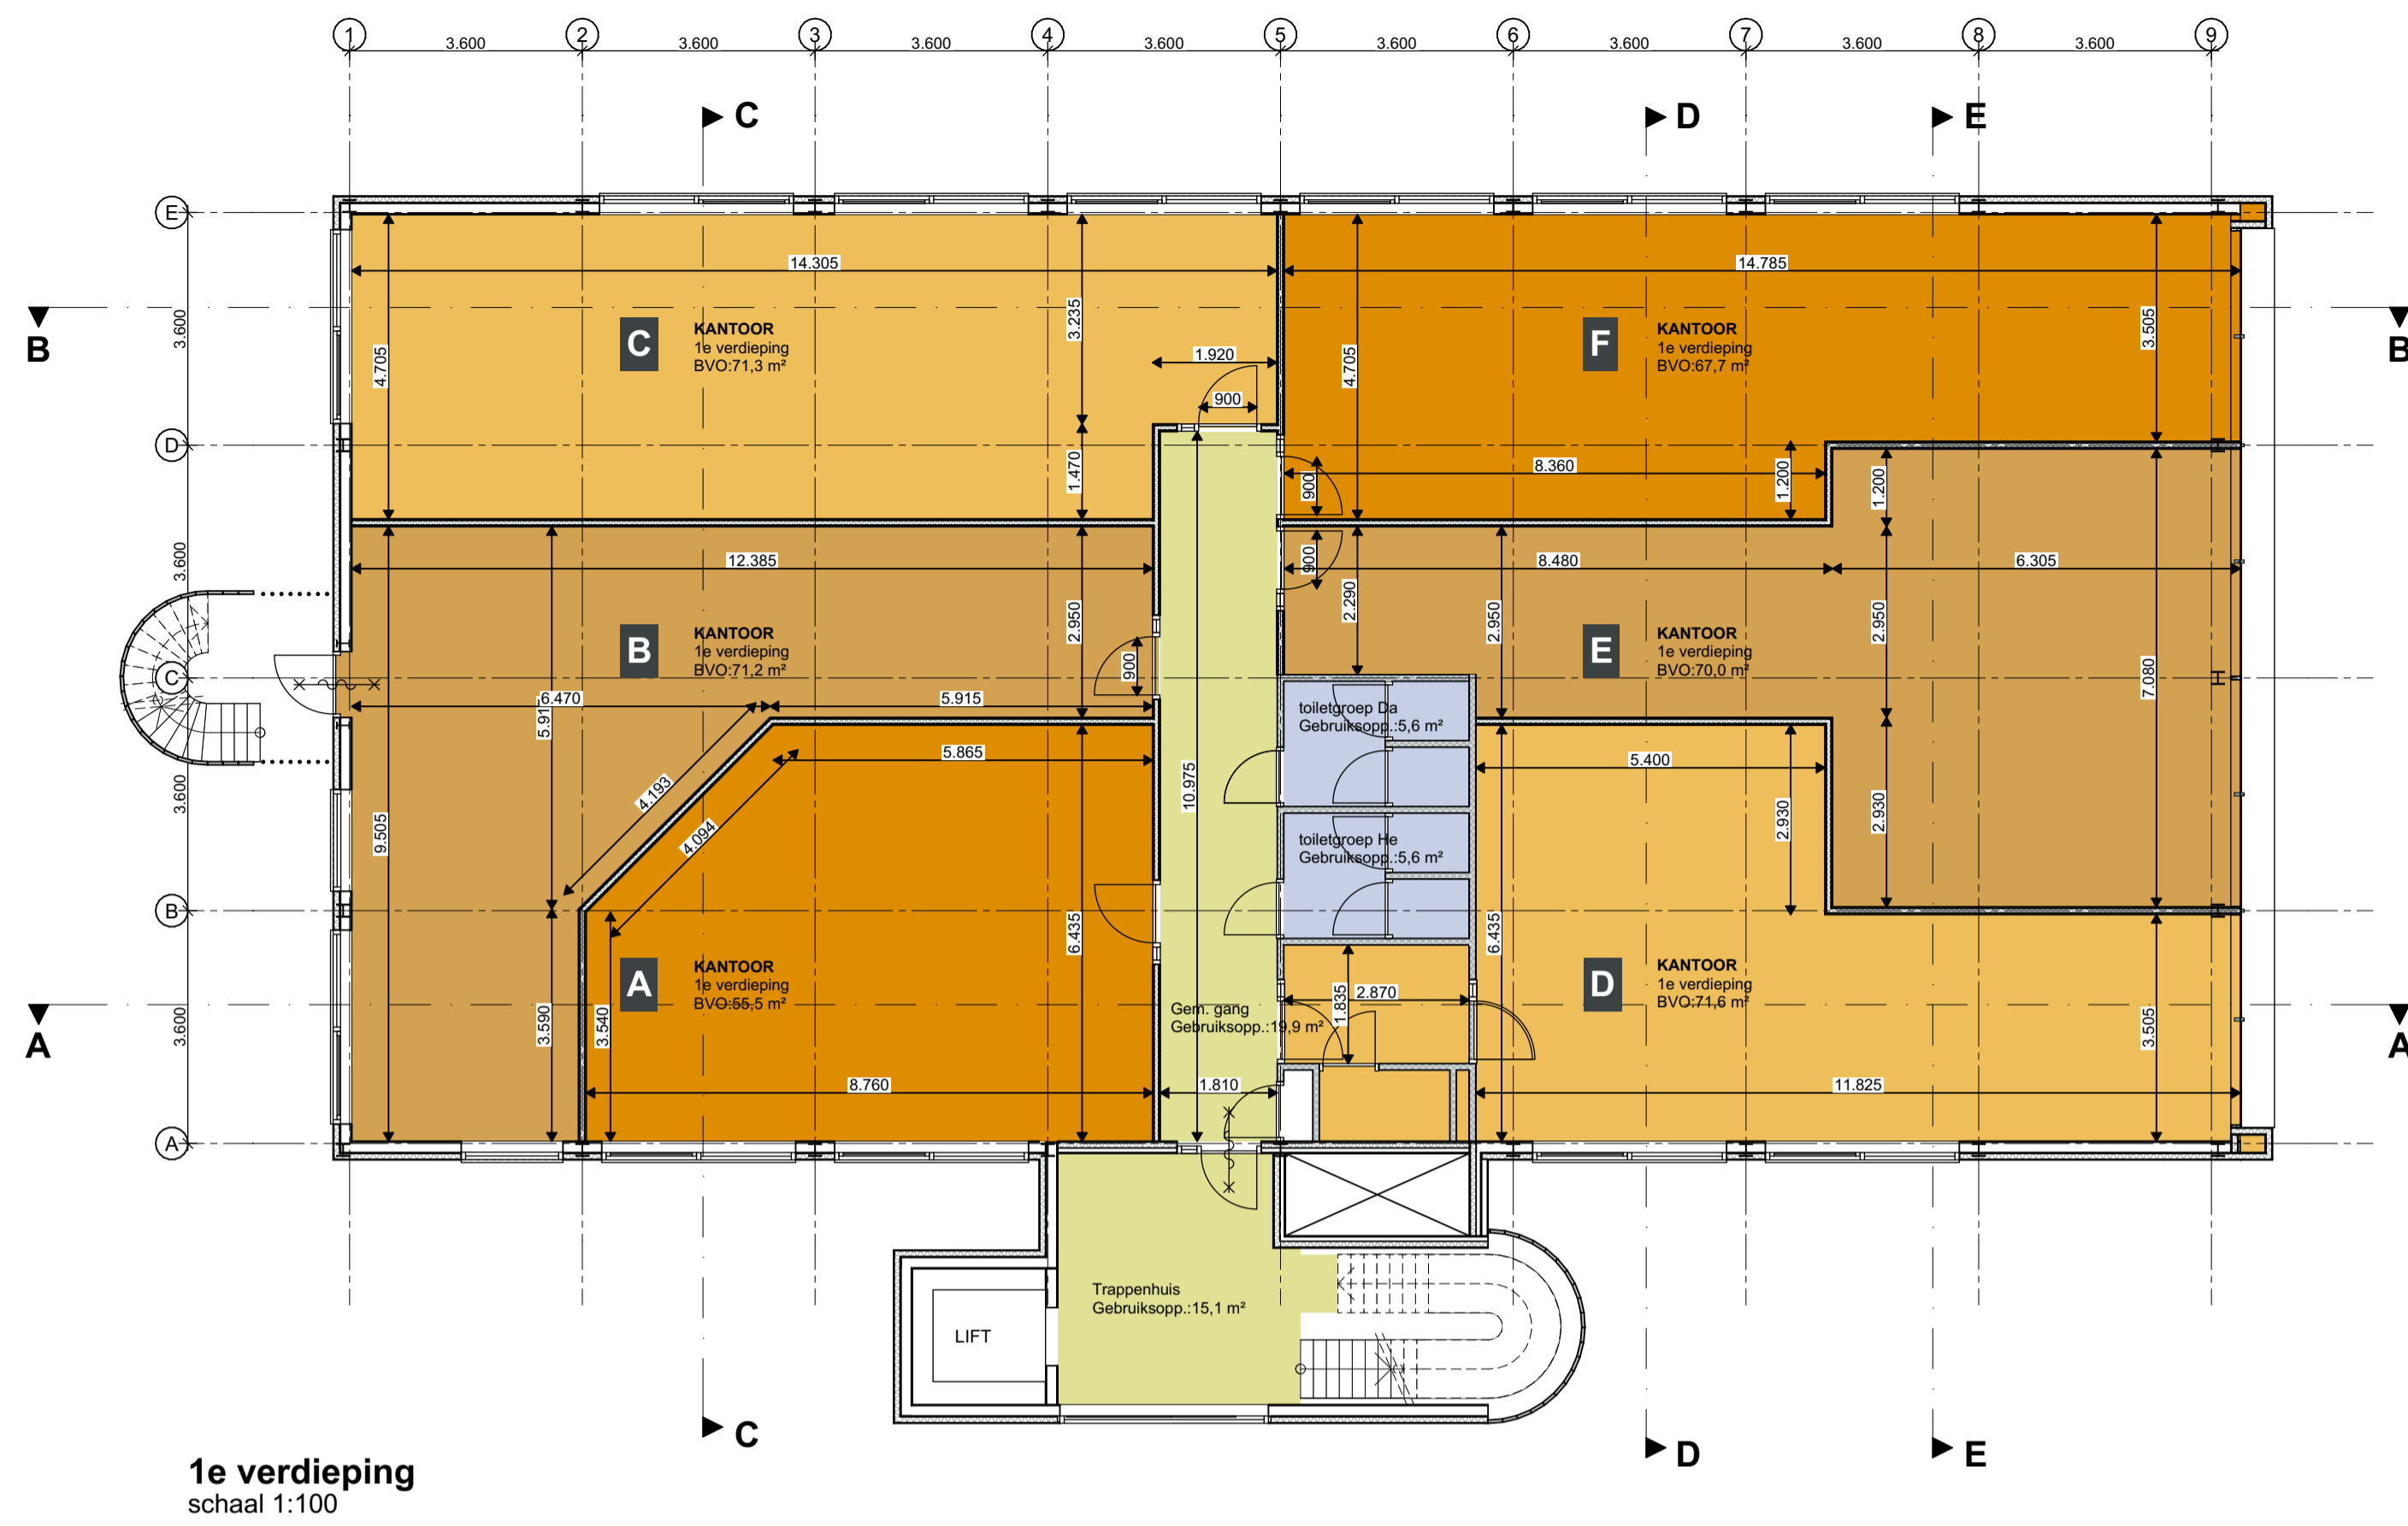 1 2 3 4 5 6 7 8 9
3.600 3.600 3.600 3.600 3.600 3.600 3.600 3.600
C D E
E
D
C
B
A
3.600
3.600
3.600
3.600
B B
A A
14.305
4.705
3.235
1.920
900
1.470
C
KANTOOR
1e verdieping
BVO:71,3 m²
14.785
4.705
3.505
8.360
1.200
900
F
KANTOOR
1e verdieping
BVO:67,7 m²
12.385
2.950
900
6.470
5.915
4.193
9.505
3.590
B
KANTOOR
1e verdieping
BVO:71,2 m²
900
8.480
6.305
2.290
2.950
1.200
2.950
2.930
7.080
E
KANTOOR
1e verdieping
BVO:70,0 m²
5.865
4.094
6.435
3.540
8.760
A
KANTOOR
1e verdieping
BVO:55,5 m²
10.975
1.810
Gem. gang
Gebruiksopp.:19,9 m²
toiletgroep Da
Gebruiksopp.:5,6 m²
toiletgroep He
Gebruiksopp.:5,6 m²
1.835
2.870
5.400
2.930
6.435
3.505
11.825
D
KANTOOR
1e verdieping
BVO:71,6 m²
Trappenhuis
Gebruiksopp.:15,1 m²
LIFT
C D E
1e verdieping
schaal 1:100